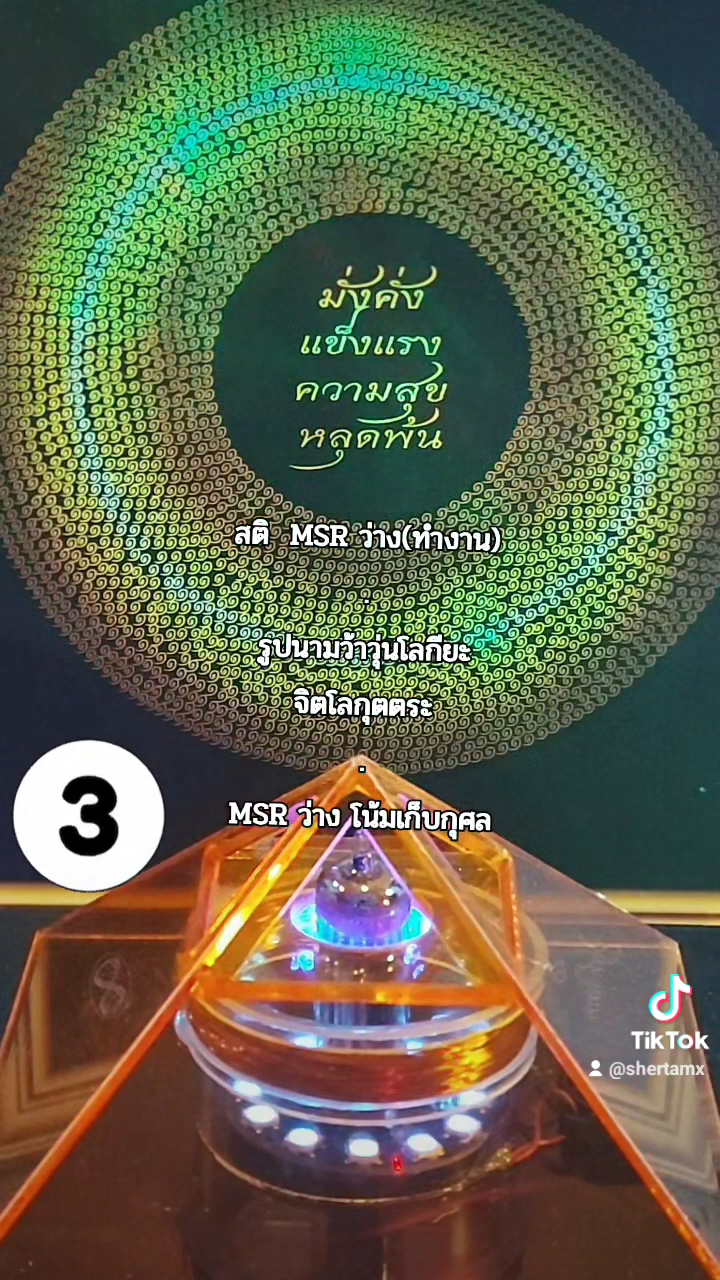 มั่งคั่ง
แข็งแรง
ความสุข
หลุดพ้น
สติ MSR ว่าง(ทำงาน)
.
รูปนามว้าวุ่นโลกียะ
จิตโลกุตตระ
.
MSR ว่าง โน้มเก็บกุศล
3
8
TikTok
@shertamx